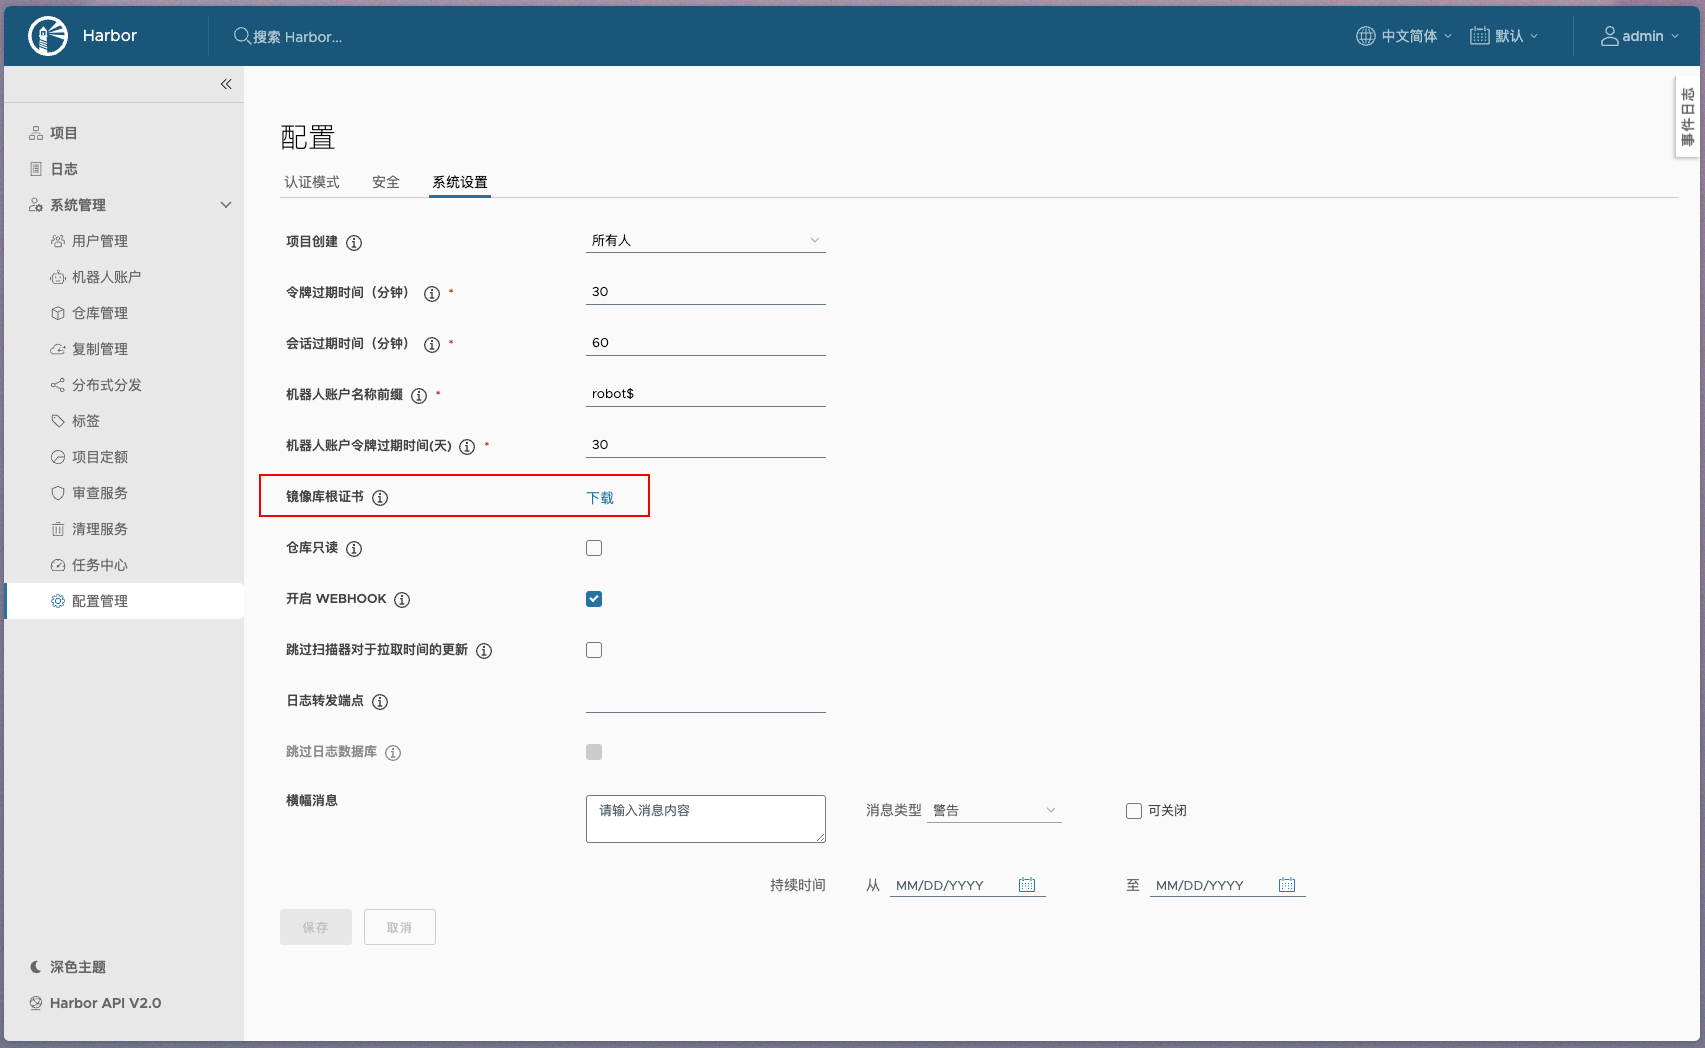 Harbor
搜索 Harbor...
中文简体
默认
admin
事件日志
项目
日志
系统管理
用户管理
机器人账户
仓库管理
复制管理
分布式分发
标签
项目定额
审查服务
清理服务
任务中心
配置管理
深色主题
Harbor API V2.0
配置
认证模式 安全 系统设置
项目创建 所有人
令牌过期时间（分钟） * 30
会话过期时间（分钟） * 60
机器人账户名称前缀 * robot$
机器人账户令牌过期时间(天) * 30
镜像库根证书 下载
仓库只读
开启 WEBHOOK
跳过扫描器对于拉取时间的更新
日志转发端点
跳过日志数据库
横幅消息 请输入消息内容 消息类型 警告 可关闭
持续时间 从 MM/DD/YYYY 至 MM/DD/YYYY
保存 取消